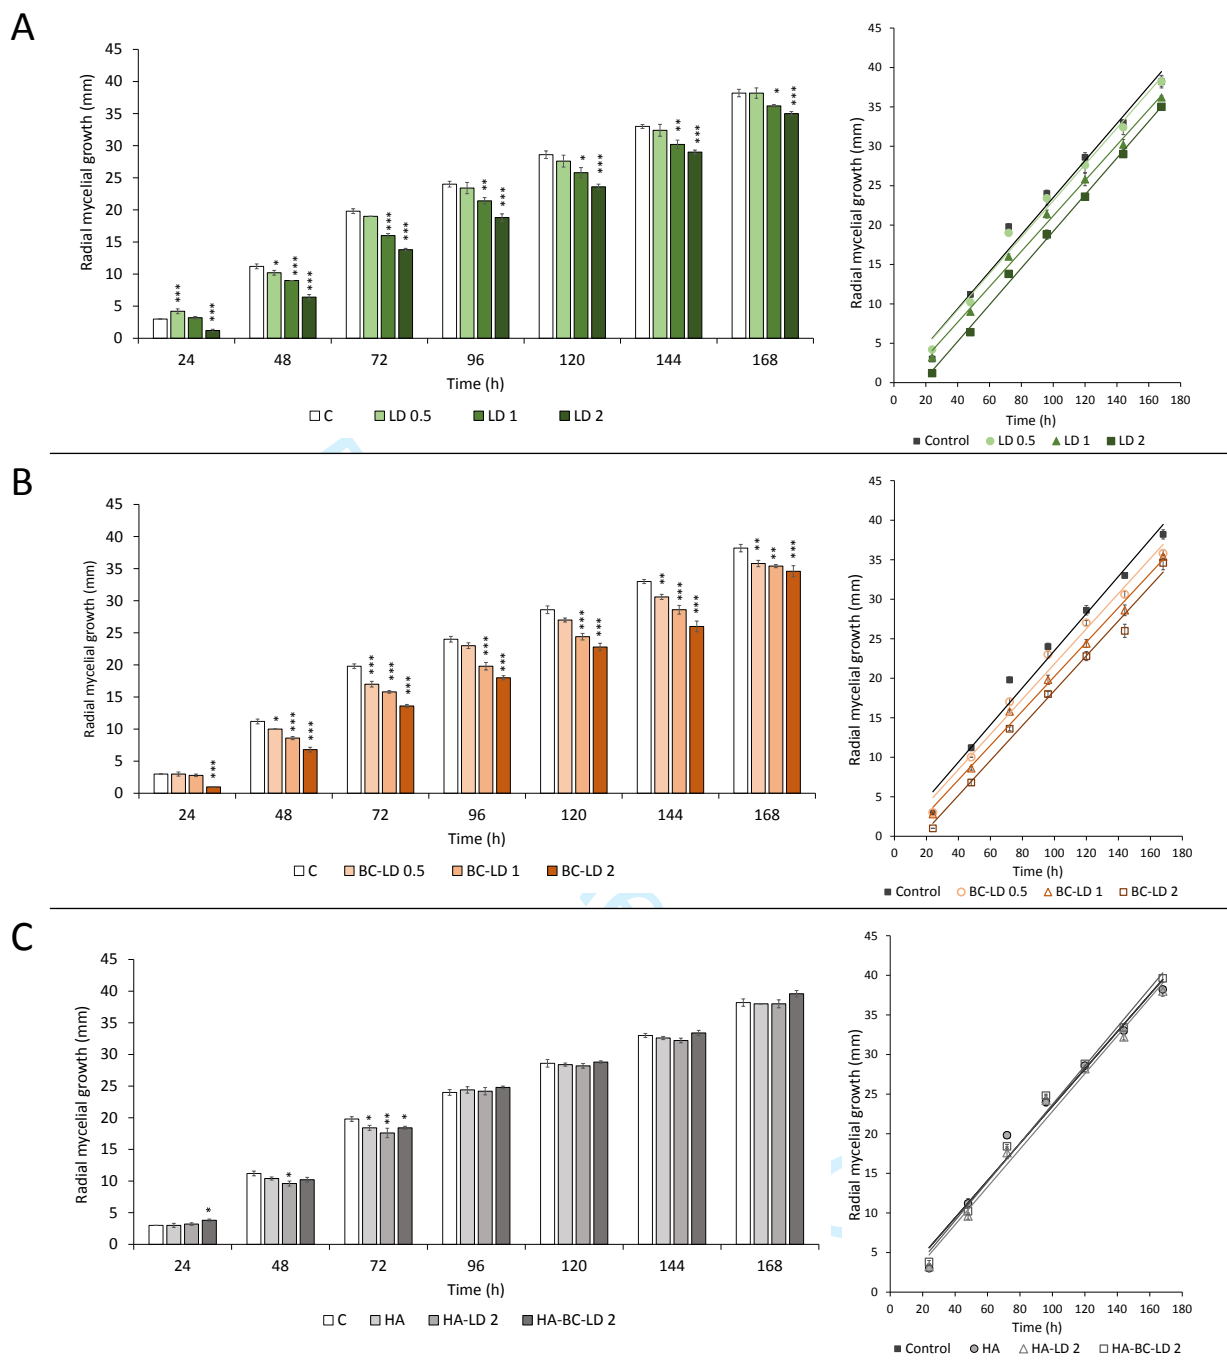 A
Radial mycelial growth (mm)
45
40
35
30
25
20
15
10
5
0
*** ***
* *** ***
*** ***
** ***
* ***
** ***
* ***
24 48 72 96 120 144 168
Time (h)
C LD 0.5 LD 1 LD 2
Radial mycelial growth (mm)
45
40
35
30
25
20
15
10
5
0
0 20 40 60 80 100 120 140 160 180
Time (h)
Control LD 0.5 LD 1 LD 2
B
Radial mycelial growth (mm)
45
40
35
30
25
20
15
10
5
0
***
* *** ***
*** *** ***
*** ***
*** ***
** *** ***
** ** ***
24 48 72 96 120 144 168
Time (h)
C BC-LD 0.5 BC-LD 1 BC-LD 2
Radial mycelial growth (mm)
45
40
35
30
25
20
15
10
5
0
0 20 40 60 80 100 120 140 160 180
Time (h)
Control BC-LD 0.5 BC-LD 1 BC-LD 2
C
Radial mycelial growth (mm)
45
40
35
30
25
20
15
10
5
0
*
*
* ** *
24 48 72 96 120 144 168
Time (h)
C HA HA-LD 2 HA-BC-LD 2
Radial mycelial growth (mm)
45
40
35
30
25
20
15
10
5
0
0 20 40 60 80 100 120 140 160 180
Time (h)
Control HA HA-LD 2 HA-BC-LD 2